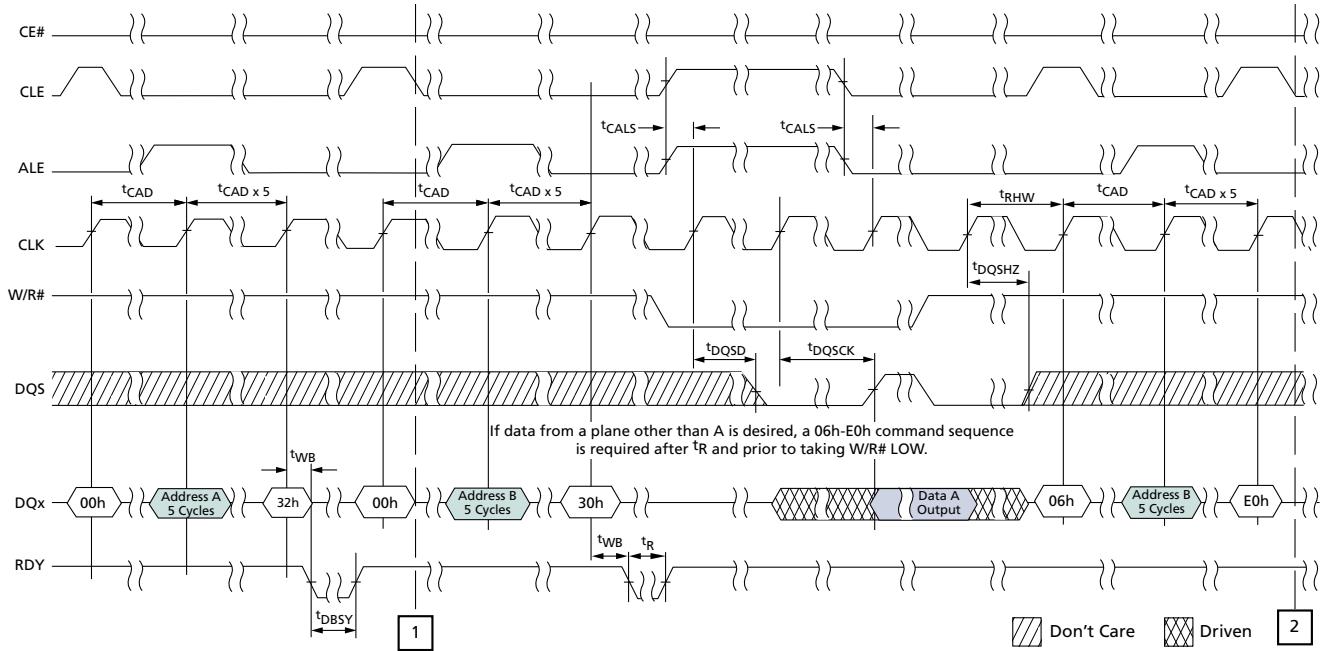 CE#
CLE
tCALS
tCALS
ALE
tCAD
tCAD x 5
tCAD
tCAD x 5
tRHW
tCAD
tCAD x 5
CLK
tDQSHZ
W/R#
tDQSD
tDQSCK
DQS
If data from a plane other than A is desired, a 06h-E0h command sequence
is required after tR and prior to taking W/R# LOW.
tWB
DQx
00h
Address A
5 Cycles
32h
00h
Address B
5 Cycles
30h
Data A
Output
06h
Address B
5 Cycles
E0h
tWB
tR
RDY
tDBSY
1
Don't Care
Driven
2